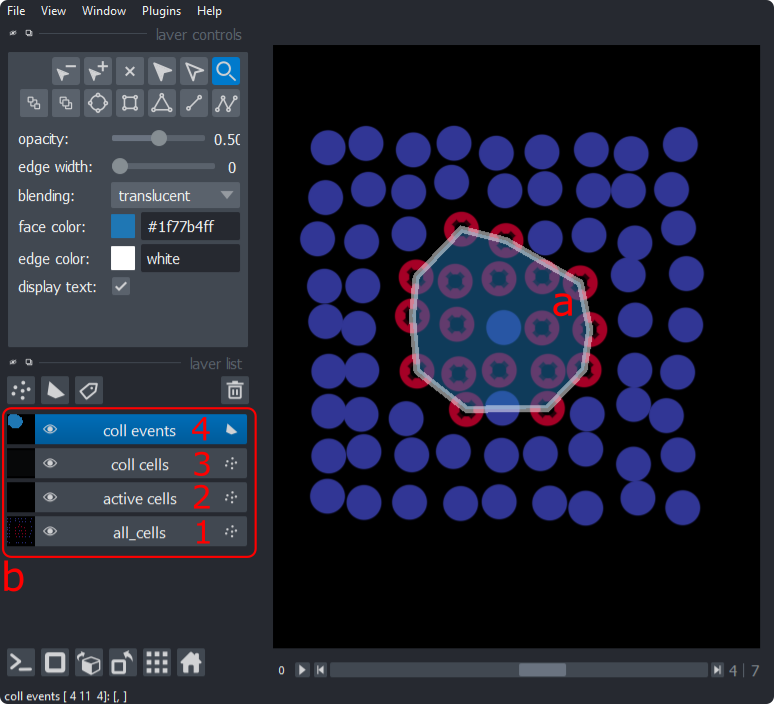 File View Window Plugins Help
layer controls
opacity: 0.50
edge width: 0
blending: translucent
face color: #1f77b4ff
edge color: white
display text:
layer list
coll events 4
coll cells 3
active cells 2
all_cells 1
b
a
0 4 | 7
coll events [ 4 11 4]: [, ]